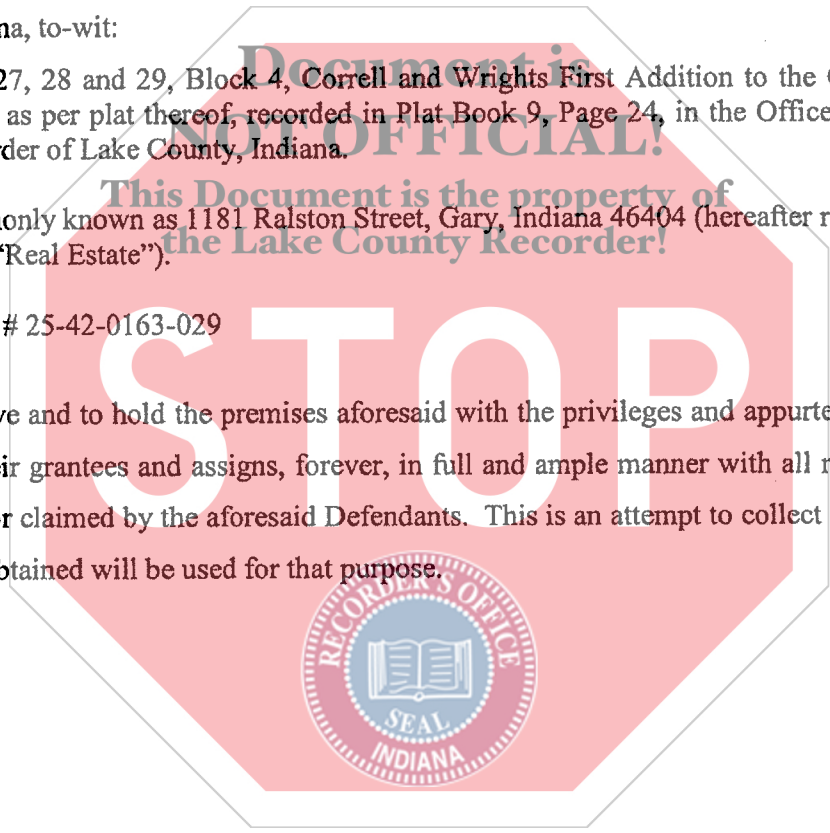 na, to-wit:
27, 28 and 29, Block 4, Correll and Wrights First Addition to the C
as per plat thereof, recorded in Plat Book 9, Page 24, in the Office
rder of Lake County, Indiana.
only known as 1181 Ralston Street, Gary, Indiana 46404 (hereafter r
"Real Estate").
# 25-42-0163-029
ve and to hold the premises aforesaid with the privileges and appurte
eir grantees and assigns, forever, in full and ample manner with all r
r claimed by the aforesaid Defendants. This is an attempt to collect
btained will be used for that purpose.
Document is
NOT OFFICIAL!
This Document is the property of
the Lake County Recorder!
STOP
RECORDER'S OFFICE
SEAL
INDIANA